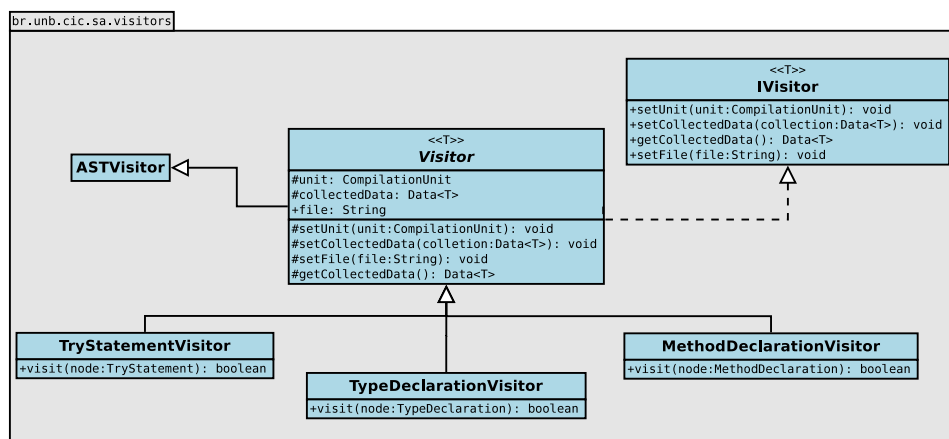 br.unb.cic.sa.visitors
<<T>>
IVisitor
+setUnit(unit:CompilationUnit): void
+setCollectedData(collection:Data<T>): void
+getCollectedData(): Data<T>
+setFile(file:String): void
<<T>>
Visitor
#unit: CompilationUnit
#collectedData: Data<T>
+file: String
#setUnit(unit:CompilationUnit): void
#setCollectedData(colletion:Data<T>): void
#setFile(file:String): void
#getCollectedData(): Data<T>
ASTVisitor
TryStatementVisitor
+visit(node:TryStatement): boolean
TypeDeclarationVisitor
+visit(node:TypeDeclaration): boolean
MethodDeclarationVisitor
+visit(node:MethodDeclaration): boolean